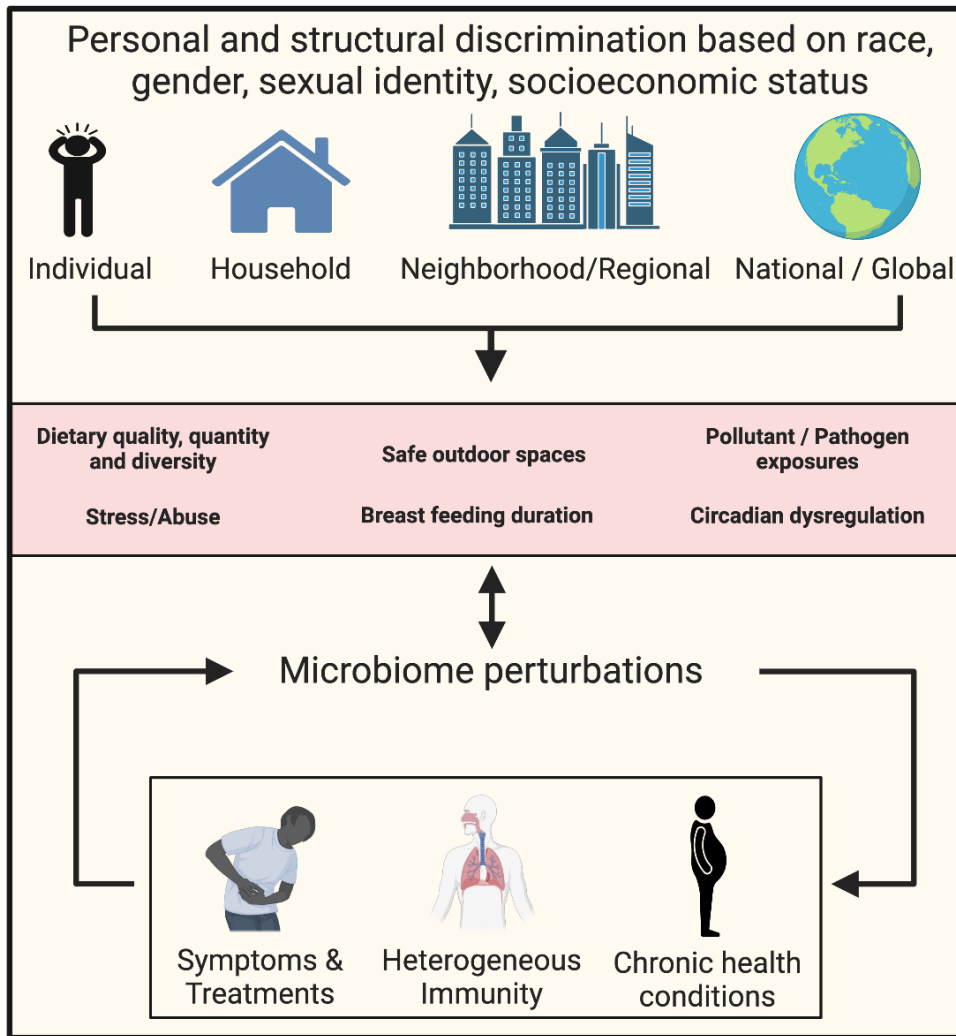 Personal and structural discrimination based on race,
gender, sexual identity, socioeconomic status
Individual
Household
Neighborhood/Regional
National / Global
Dietary quality, quantity
and diversity
Safe outdoor spaces
Pollutant / Pathogen
exposures
Stress/Abuse
Breast feeding duration
Circadian dysregulation
Microbiome perturbations
Symptoms &
Treatments
Heterogeneous
Immunity
Chronic health
conditions